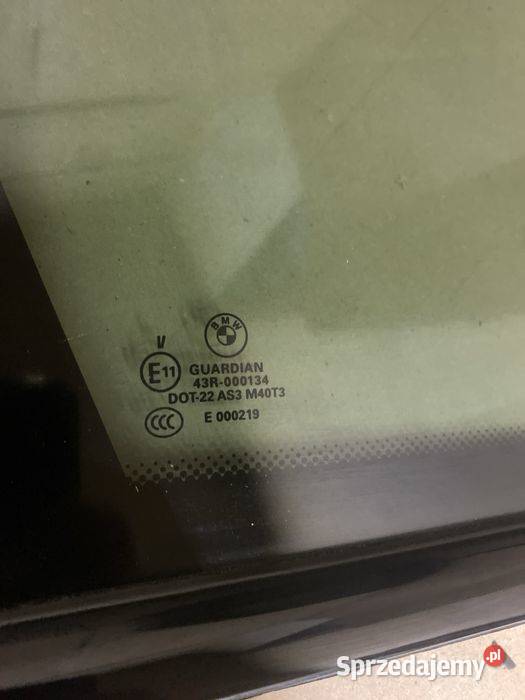 BMW
V
E11
GUARDIAN
43R-000134
DOT-22 AS3 M40T3
CCC
E 000219
Sprzedajemy.pl